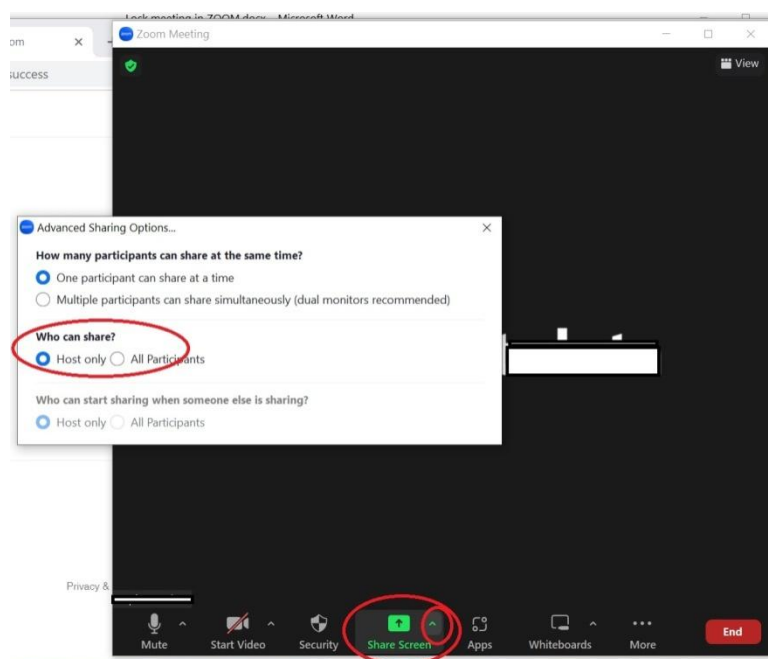 Lock meeting in ZOOM.docx - Microsoft Word
om
Zoom Meeting
success
View
Advanced Sharing Options...
How many participants can share at the same time?
One participant can share at a time
Multiple participants can share simultaneously (dual monitors recommended)
Who can share?
Host only
All Participants
Who can start sharing when someone else is sharing?
Host only
All Participants
Privacy &
Mute
Start Video
Security
Share Screen
Apps
Whiteboards
More
End